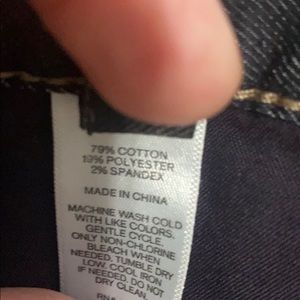 79% COTTON
19% POLYESTER
2% SPANDEX
MADE IN CHINA
MACHINE WASH COLD
WITH LIKE COLORS.
GENTLE CYCLE.
ONLY NON-CHLORINE
BLEACH WHEN
NEEDED. TUMBLE DRY
LOW. COOL IRON
IF NEEDED. DO NOT
DRY CLEAN